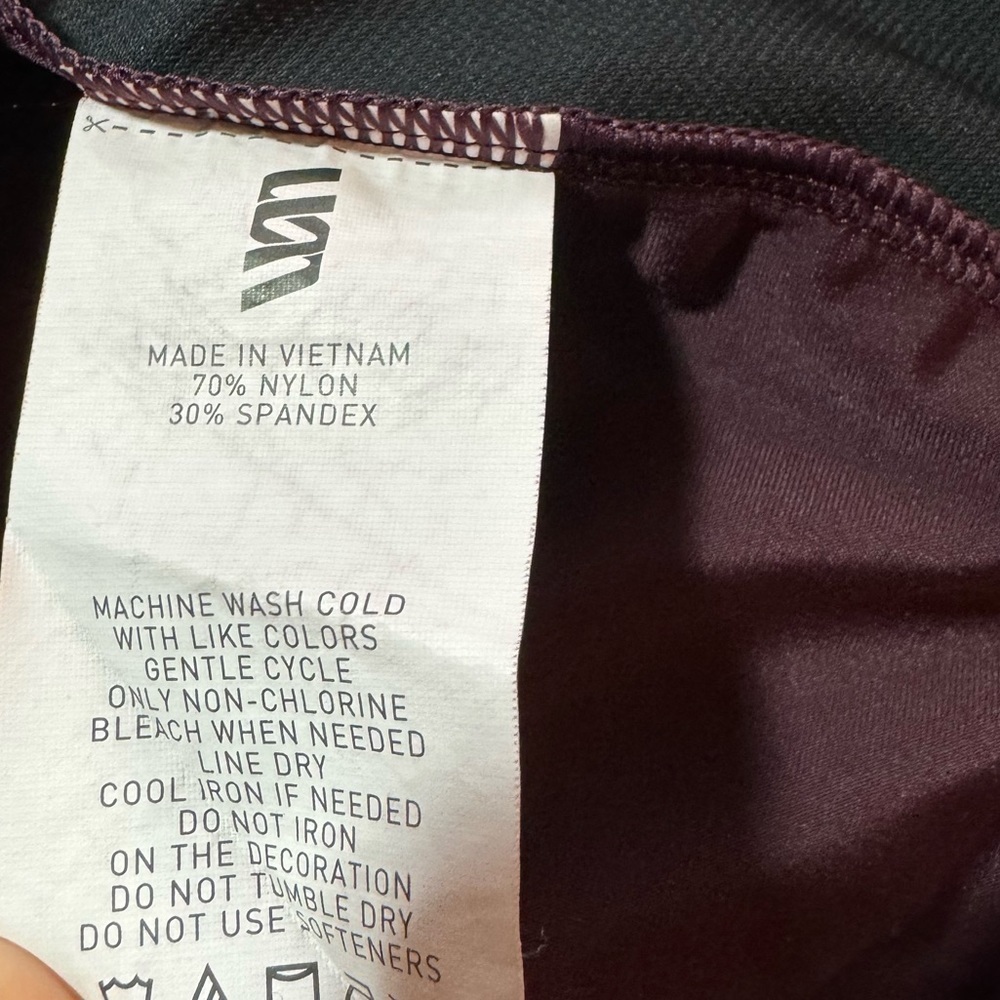 MADE IN VIETNAM
70% NYLON
30% SPANDEX
MACHINE WASH COLD
WITH LIKE COLORS
GENTLE CYCLE
ONLY NON-CHLORINE
BLEACH WHEN NEEDED
LINE DRY
COOL IRON IF NEEDED
DO NOT IRON
ON THE DECORATION
DO NOT TUMBLE DRY
DO NOT USE SOFTENERS